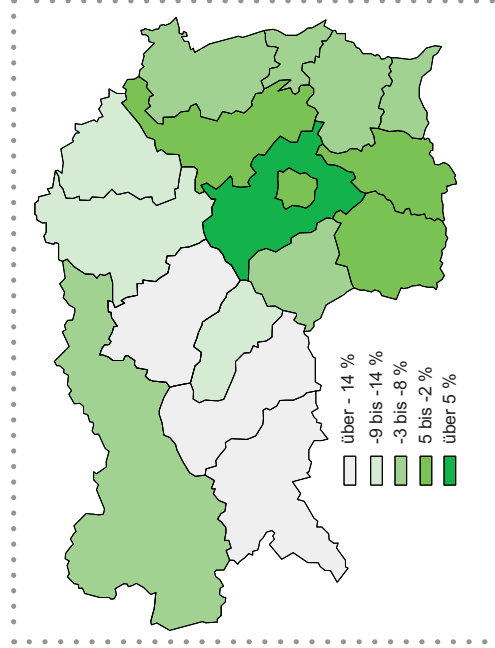 über - 14 %
-9 bis -14 %
-3 bis -8 %
5 bis -2 %
über 5 %